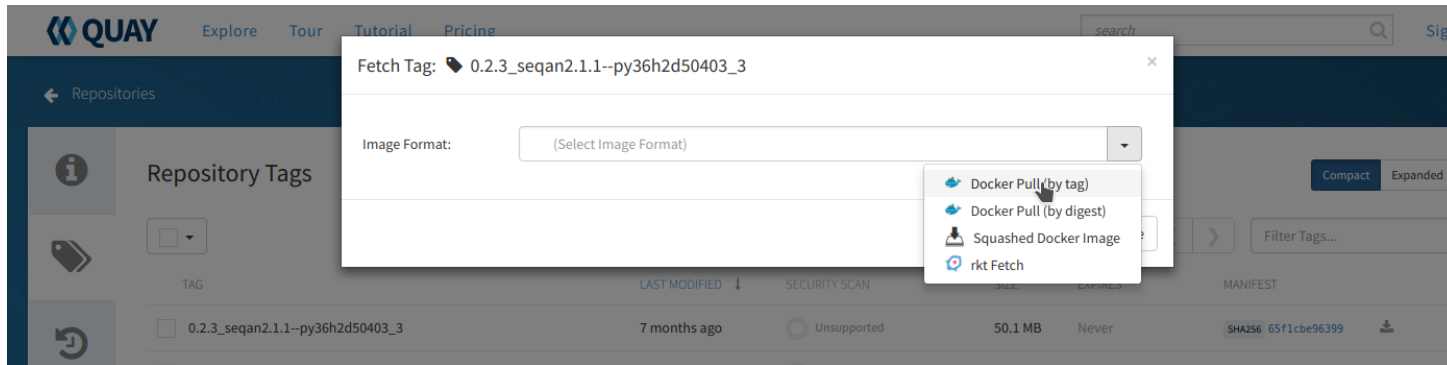 QUAY Explore Tour Tutorial Pricing search Sig
Fetch Tag: 0.2.3_seqan2.1.1--py36h2d50403_3 ×
Repositories
Image Format: (Select Image Format)
Repository Tags
Compact Expanded
Docker Pull (by tag)
Docker Pull (by digest)
Squashed Docker Image
rkt Fetch
Filter Tags...
TAG LAST MODIFIED SECURITY SCAN SIZE EXPIRES MANIFEST
0.2.3_seqan2.1.1--py36h2d50403_3 7 months ago Unsupported 50.1 MB Never SHA256 65f1cbe96399